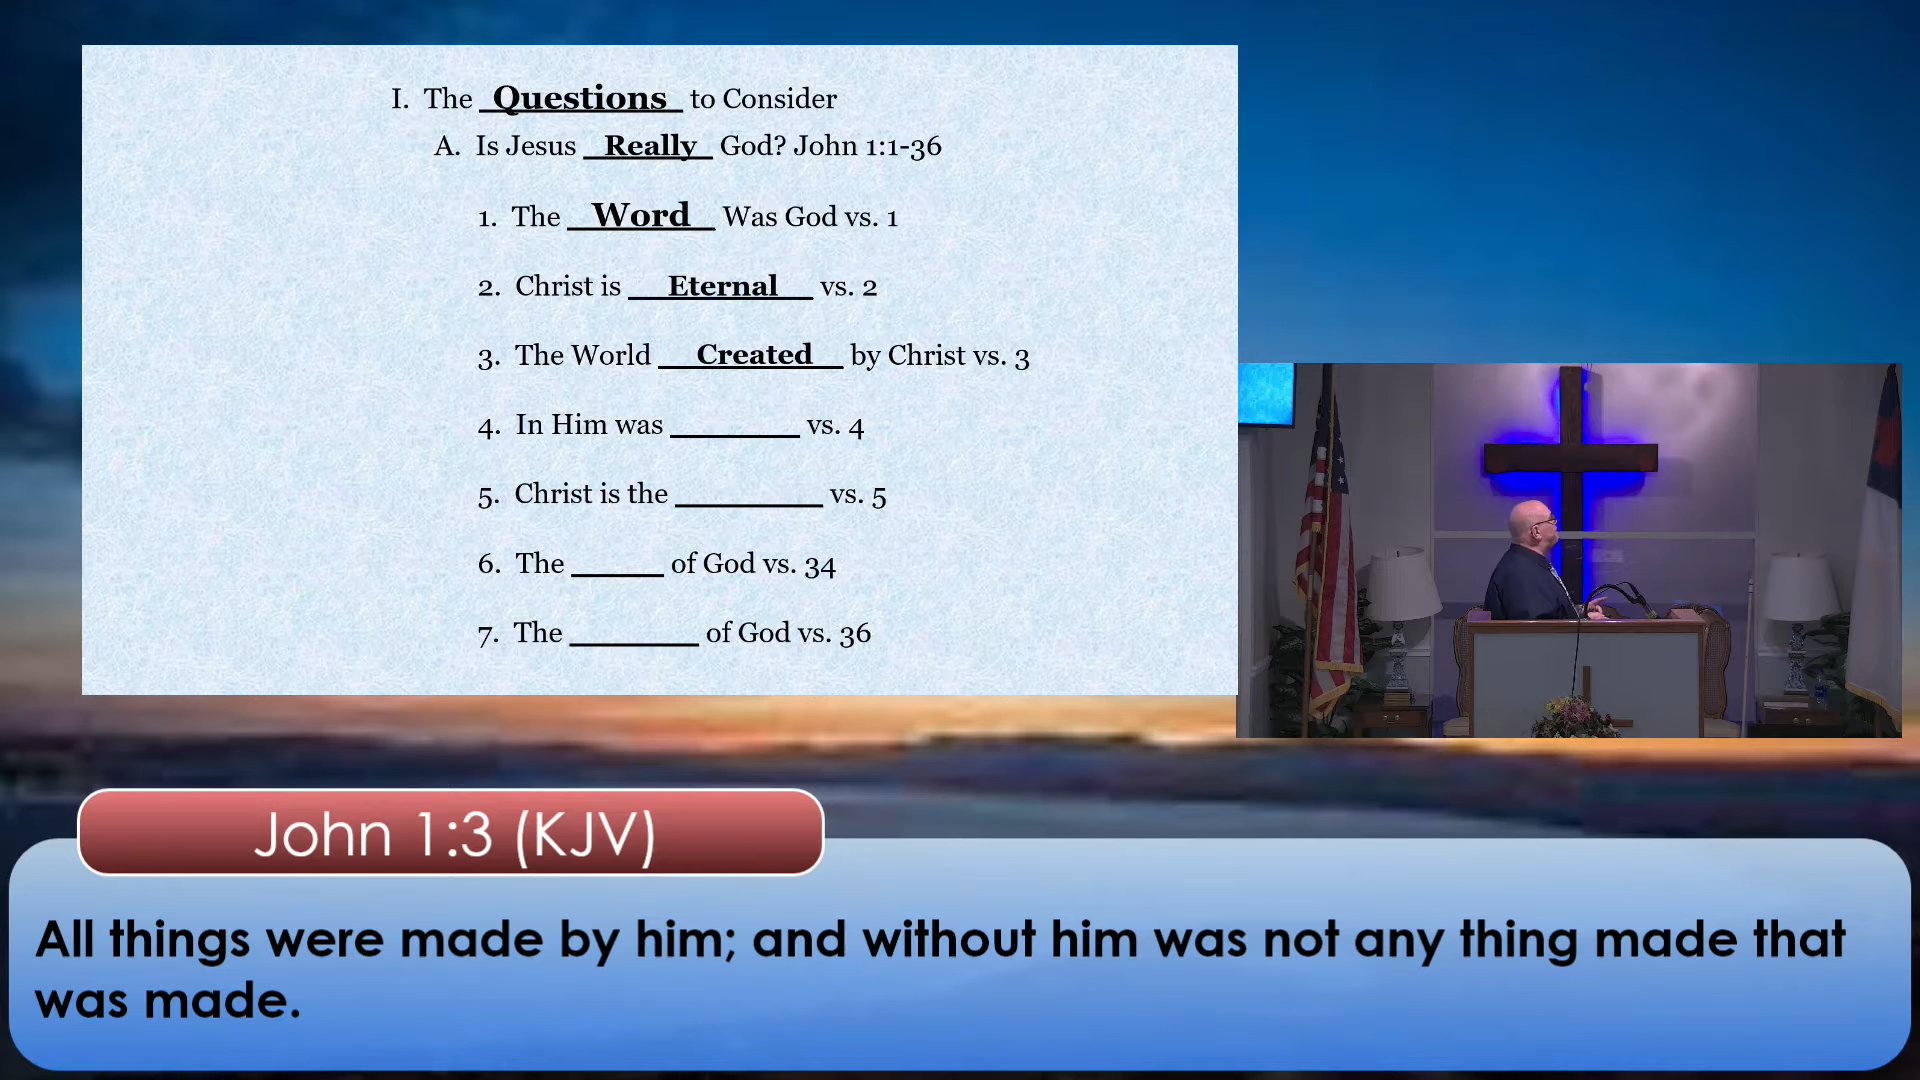 I. The Questions to Consider
A. Is Jesus Really God? John 1:1-36
1. The Word Was God vs. 1
2. Christ is Eternal vs. 2
3. The World Created by Christ vs. 3
4. In Him was ________ vs. 4
5. Christ is the ________ vs. 5
6. The ______ of God vs. 34
7. The ________ of God vs. 36
John 1:3 (KJV)
All things were made by him; and without him was not any thing made that
was made.